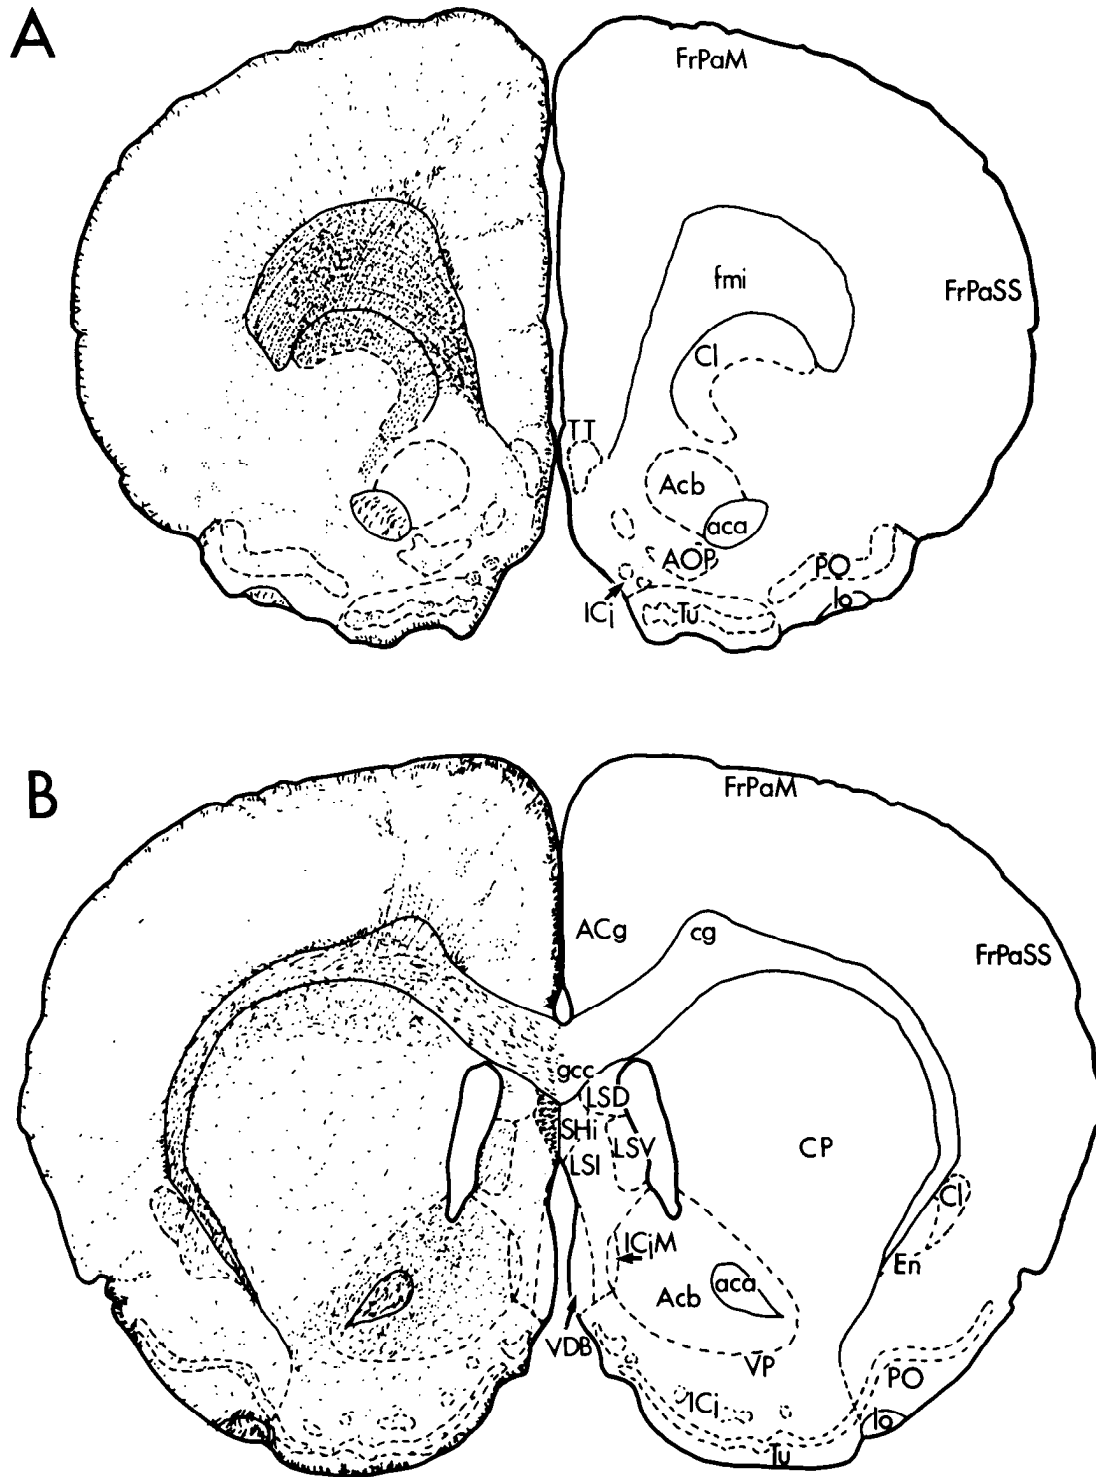 A
FrPaM
fmi
FrPaSS
Cl
TT
Acb
aca
AOP
PO
ICj
Tu
lo
B
FrPaM
ACg
cg
FrPaSS
gcc
LSD
SHi
LSV
LSI
CP
Cl
ICjM
En
Acb
aca
VDB
VP
PO
ICj
lo
Tu